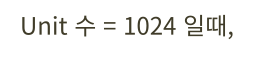 Unit 수 = 1024 일때,